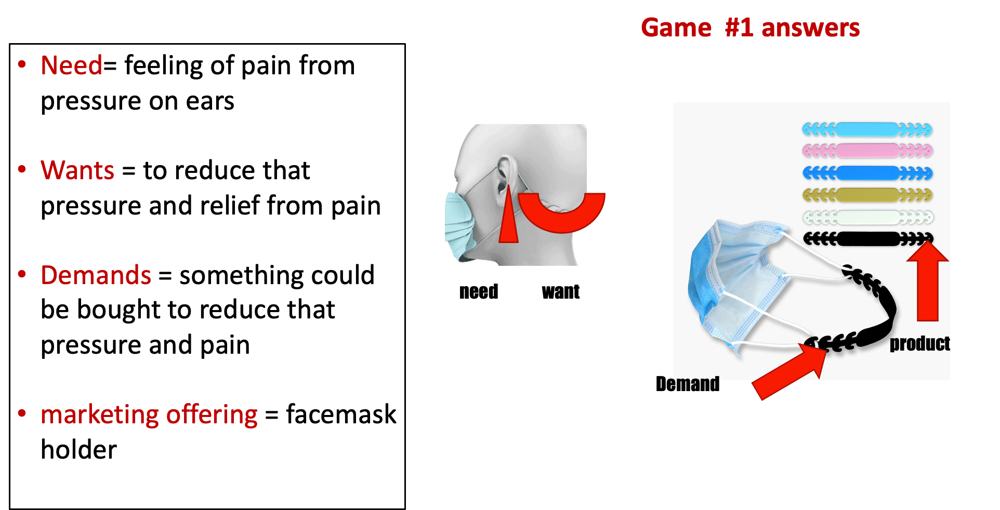 Game #1 answers
• Need= feeling of pain from
pressure on ears
• Wants = to reduce that
pressure and relief from pain
• Demands = something could
be bought to reduce that
pressure and pain
• marketing offering = facemask
holder
need
want
product
Demand